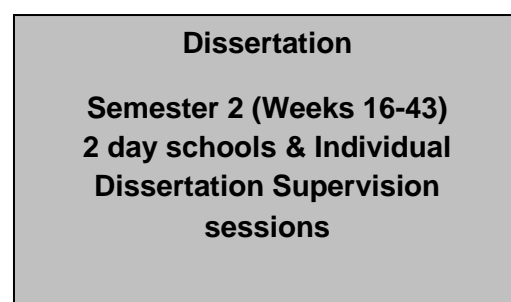 Dissertation
Semester 2 (Weeks 16-43)
2 day schools & Individual
Dissertation Supervision
sessions